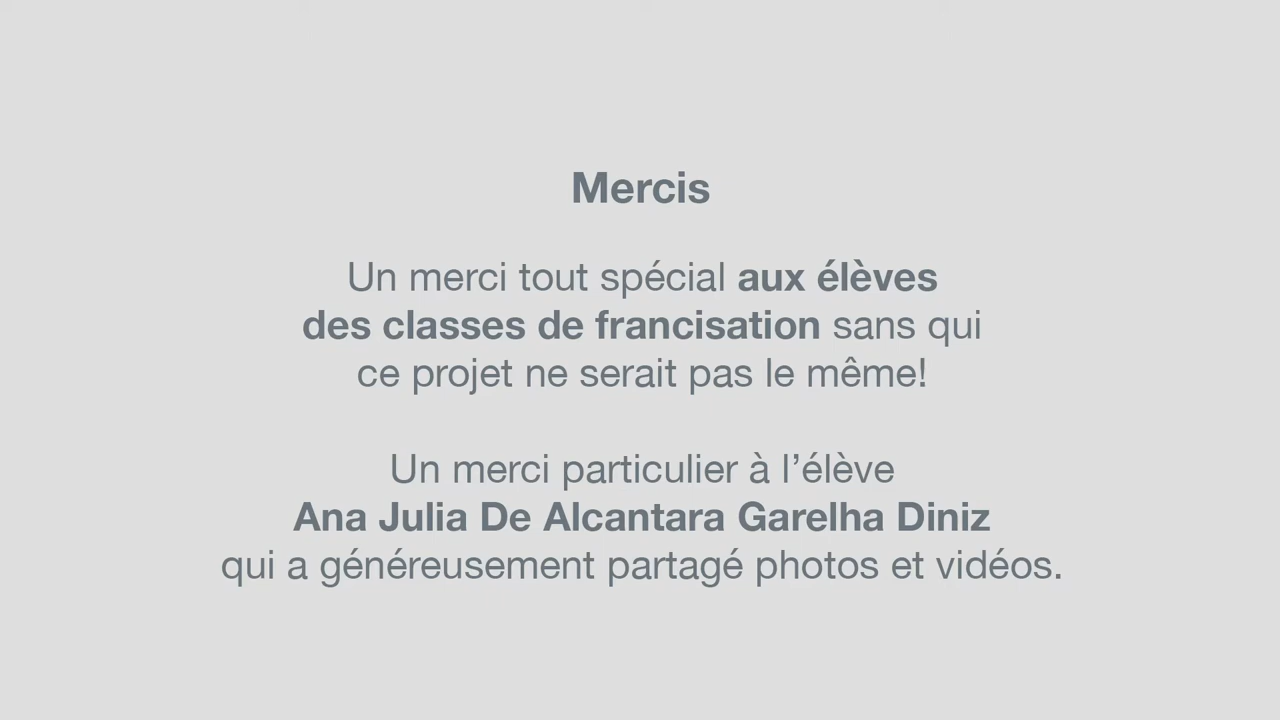 Mercis
Un merci tout spécial aux élèves
des classes de francisation sans qui
ce projet ne serait pas le même!
Un merci particulier à l’élève
Ana Julia De Alcantara Garelha Diniz
qui a généreusement partagé photos et vidéos.